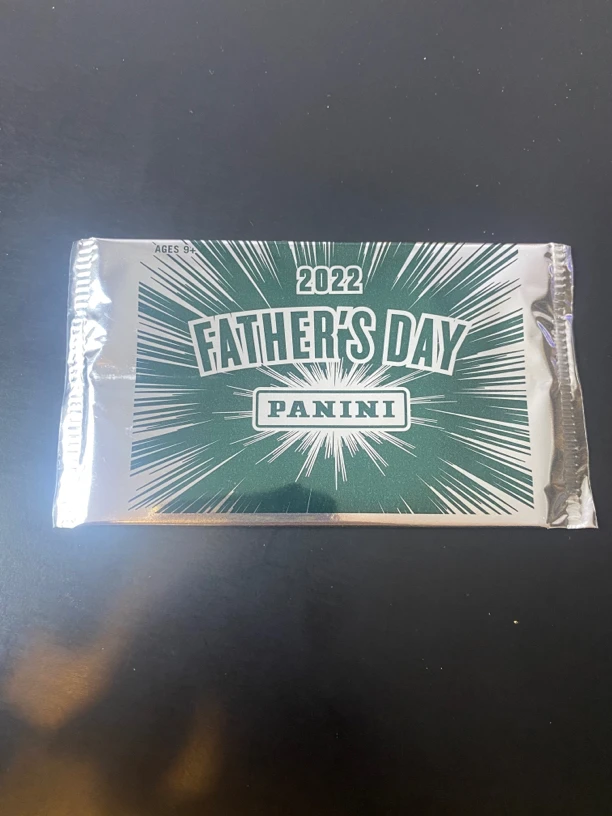 AGES 9+
2022
FATHER'S DAY
PANINI